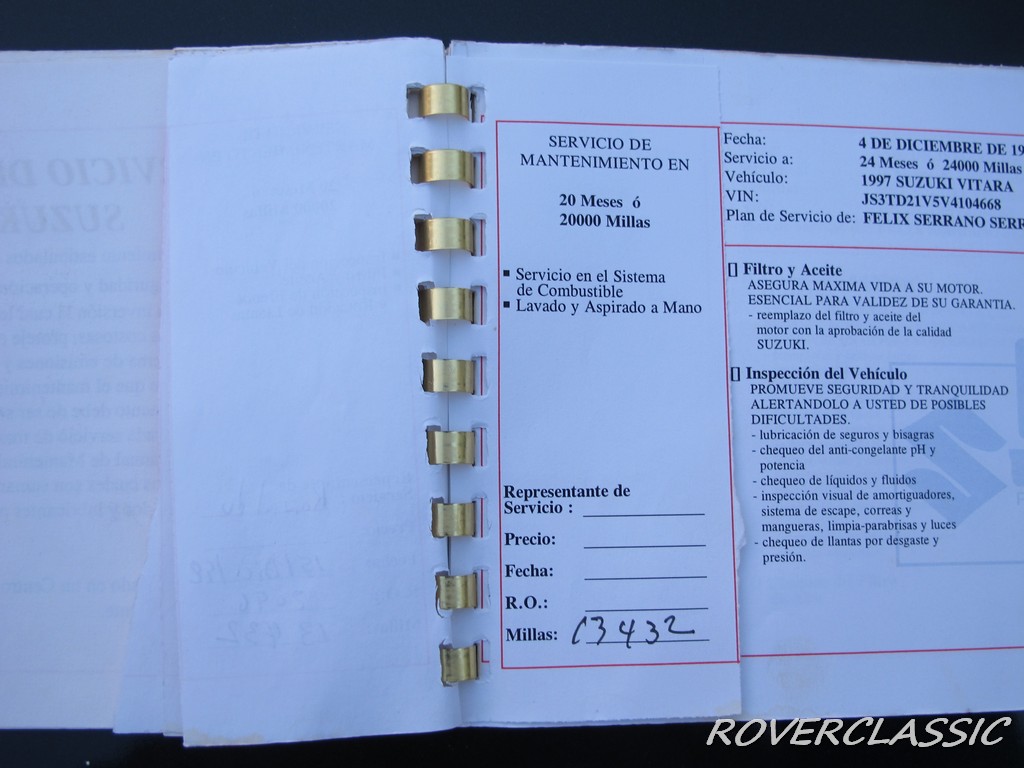 SERVICIO DE
MANTENIMIENTO EN
20 Meses ó
20000 Millas
▪ Servicio en el Sistema
de Combustible
▪ Lavado y Aspirado a Mano
Representante de
Servicio :
Precio:
Fecha:
R.O.:
Millas: 13432
Fecha: 4 DE DICIEMBRE DE 19
Servicio a: 24 Meses ó 24000 Millas
Vehículo: 1997 SUZUKI VITARA
VIN: JS3TD21V5V4104668
Plan de Servicio de: FELIX SERRANO SERR
[] Filtro y Aceite
ASEGURA MAXIMA VIDA A SU MOTOR.
ESENCIAL PARA VALIDEZ DE SU GARANTIA.
- reemplazo del filtro y aceite del
motor con la aprobación de la calidad
SUZUKI.
[] Inspección del Vehículo
PROMUEVE SEGURIDAD Y TRANQUILIDAD
ALERTANDOLO A USTED DE POSIBLES
DIFICULTADES.
- lubricación de seguros y bisagras
- chequeo del anti-congelante pH y
potencia
- chequeo de líquidos y fluidos
- inspección visual de amortiguadores,
sistema de escape, correas y
mangueras, limpia-parabrisas y luces
- chequeo de llantas por desgaste y
presión.
ROVERCLASSIC